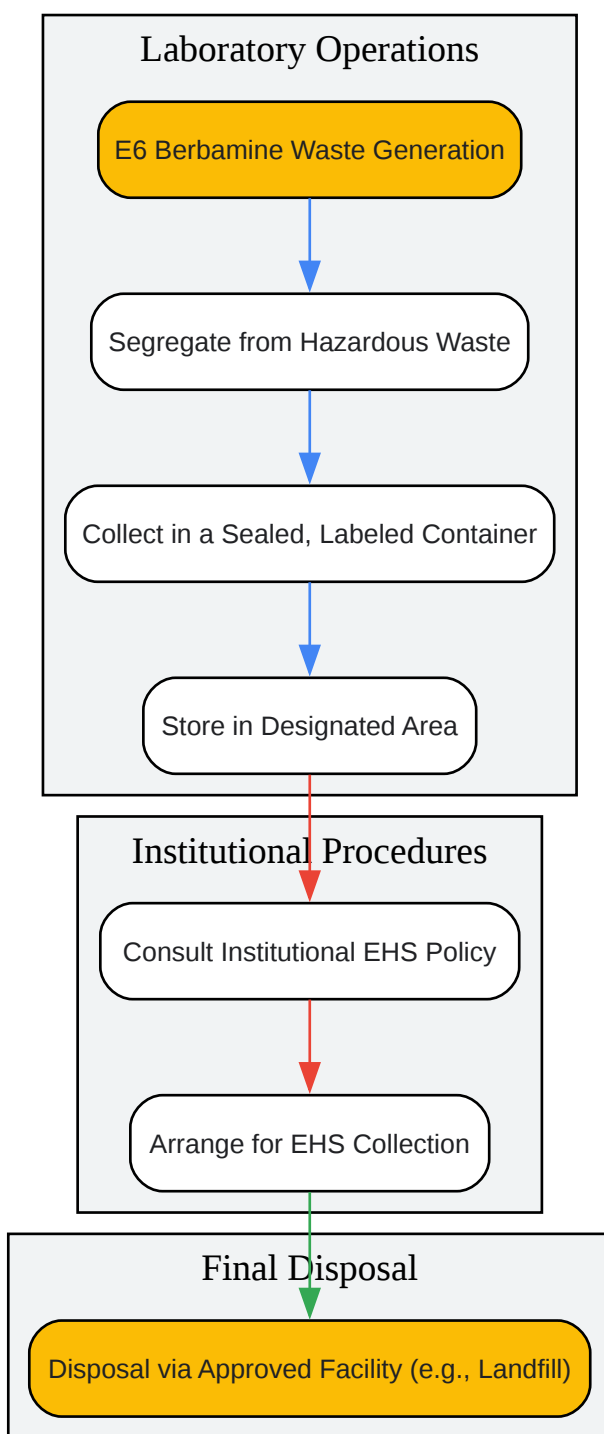 Laboratory Operations
E6 Berbamine Waste Generation
Segregate from Hazardous Waste
Collect in a Sealed, Labeled Container
Store in Designated Area
Institutional Procedures
Consult Institutional EHS Policy
Arrange for EHS Collection
Final Disposal
Disposal via Approved Facility (e.g., Landfill)